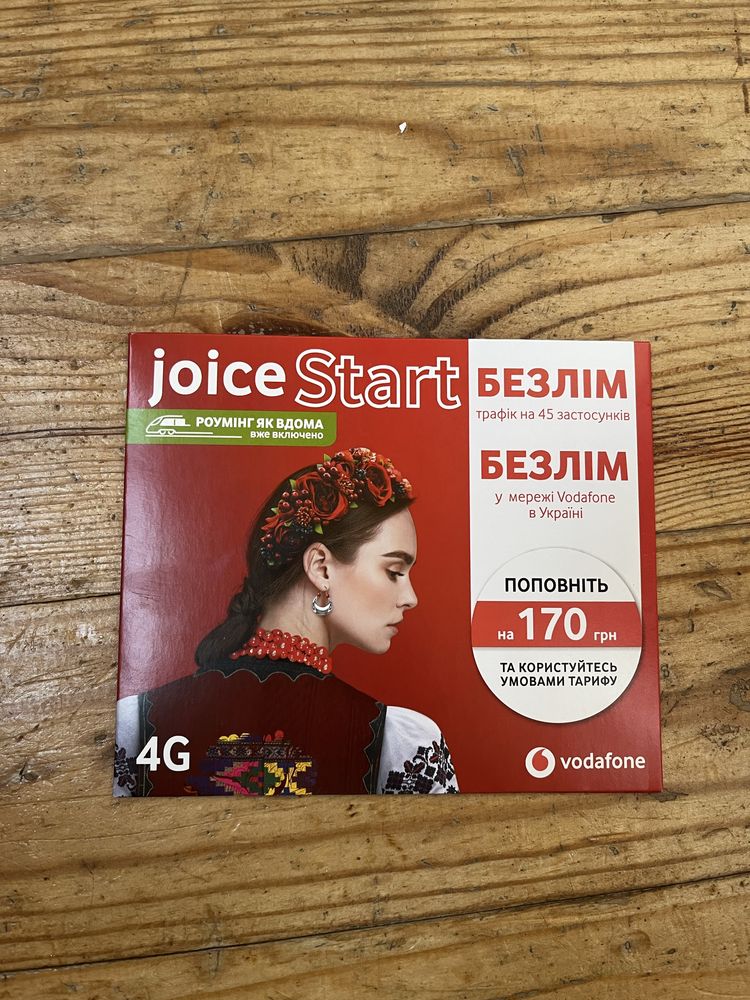 joice Start
РОУМІНГ ЯК ВДОМА
вже включено
БЕЗЛІМ
трафік на 45 застосунків
БЕЗЛІМ
у мережі Vodafone
в Україні
ПОПОВНІТЬ
на 170 грн
ТА КОРИСТУЙТЕСЬ
УМОВАМИ ТАРИФУ
4G
vodafone